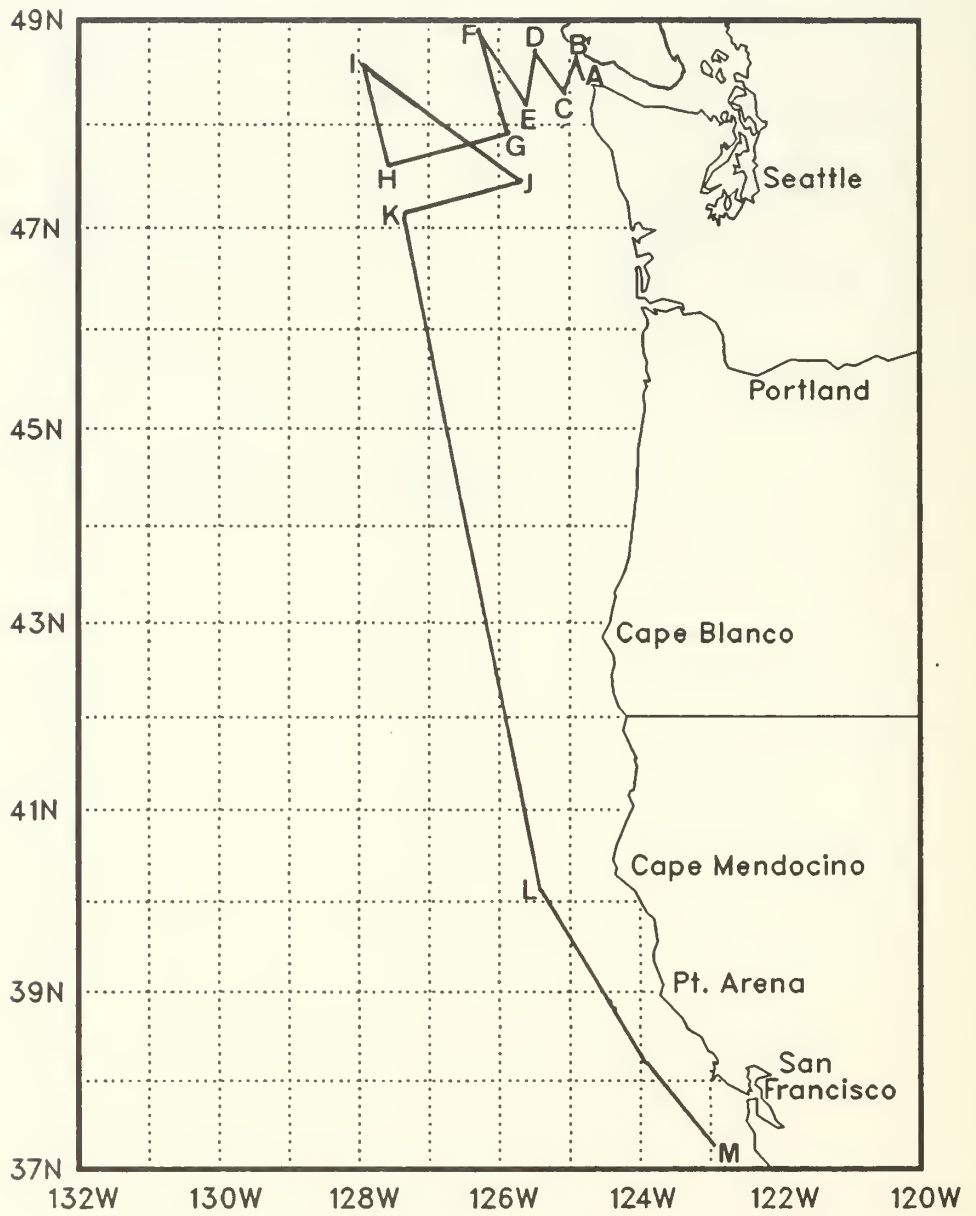 49N
F
D
B
I
A
C
E
G
H
J
Seattle
K
47N
Portland
45N
43N
Cape Blanco
41N
Cape Mendocino
L
39N
Pt. Arena
San
Francisco
M
37N
132W
130W
128W
126W
124W
122W
120W